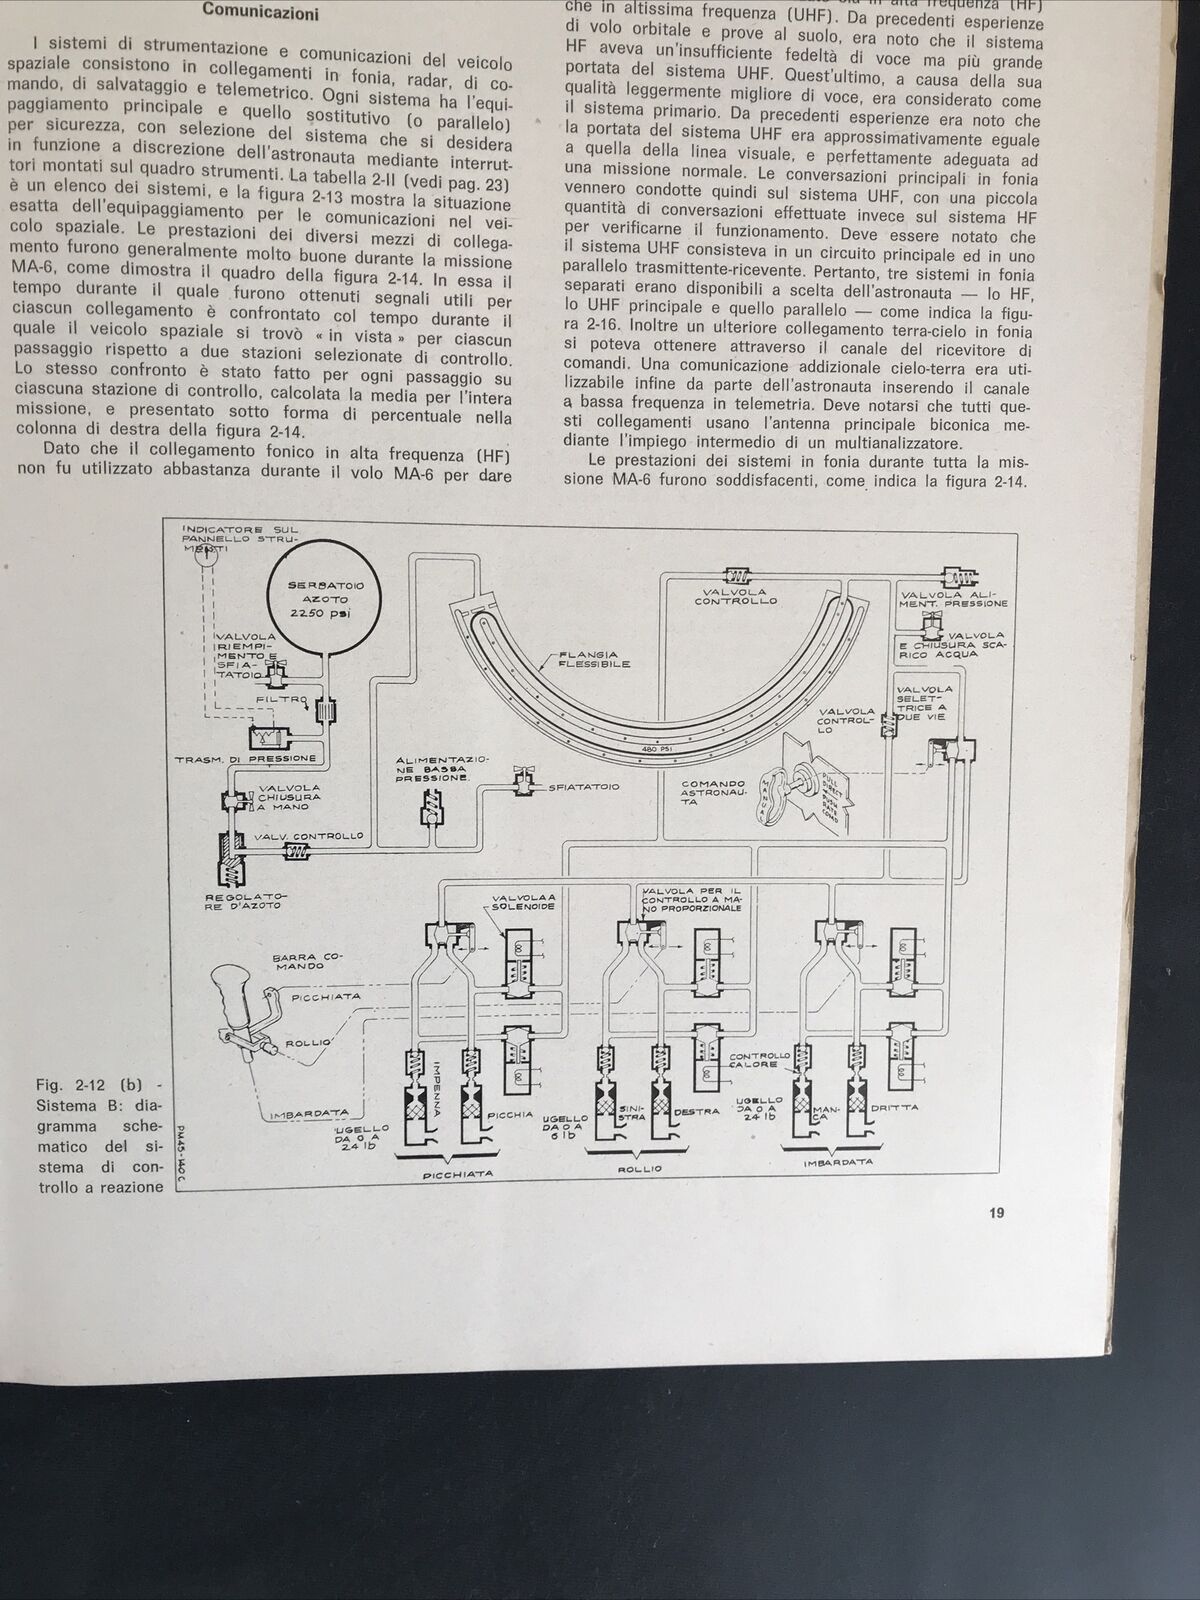 Comunicazioni
I sistemi di strumentazione e comunicazioni del veicolo
spaziale consistono in collegamenti in fonia, radar, di co-
mando, di salvataggio e telemetrico. Ogni sistema ha l'equi-
paggiamento principale e quello sostitutivo (o parallelo)
per sicurezza, con selezione del sistema che si desidera
in funzione a discrezione dell'astronauta mediante interrut-
tori montati sul quadro strumenti. La tabella 2-II (vedi pag. 23)
è un elenco dei sistemi, e la figura 2-13 mostra la situazione
esatta dell'equipaggiamento per le comunicazioni nel vei-
colo spaziale. Le prestazioni dei diversi mezzi di collega-
mento furono generalmente molto buone durante la missione
MA-6, come dimostra il quadro della figura 2-14. In essa il
tempo durante il quale furono ottenuti segnali utili per
ciascun collegamento è confrontato col tempo durante il
quale il veicolo spaziale si trovò « in vista » per ciascun
passaggio rispetto a due stazioni selezionate di controllo.
Lo stesso confronto è stato fatto per ogni passaggio su
ciascuna stazione di controllo, calcolata la media per l'intera
missione, e presentato sotto forma di percentuale nella
colonna di destra della figura 2-14.
Dato che il collegamento fonico in alta frequenza (HF)
non fu utilizzato abbastanza durante il volo MA-6 per dare
in alta frequenza (HF)
che in altissima frequenza (UHF). Da precedenti esperienze
di volo orbitale e prove al suolo, era noto che il sistema
HF aveva un'insufficiente fedeltà di voce ma più grande
portata del sistema UHF. Quest'ultimo, a causa della sua
qualità leggermente migliore di voce, era considerato come
il sistema primario. Da precedenti esperienze era noto che
la portata del sistema UHF era approssimativamente eguale
a quella della linea visuale, e perfettamente adeguata ad
una missione normale. Le conversazioni principali in fonia
vennero condotte quindi sul sistema UHF, con una piccola
quantità di conversazioni effettuate invece sul sistema HF
per verificarne il funzionamento. Deve essere notato che
il sistema UHF consisteva in un circuito principale ed in uno
parallelo trasmittente-ricevente. Pertanto, tre sistemi in fonia
separati erano disponibili a scelta dell'astronauta — lo HF,
lo UHF principale e quello parallelo — come indica la figu-
ra 2-16. Inoltre un ulteriore collegamento terra-cielo in fonia
si poteva ottenere attraverso il canale del ricevitore di
comandi. Una comunicazione addizionale cielo-terra era uti-
lizzabile infine da parte dell'astronauta inserendo il canale
a bassa frequenza in telemetria. Deve notarsi che tutti que-
sti collegamenti usano l'antenna principale biconica me-
diante l'impiego intermedio di un multianalizzatore.
Le prestazioni dei sistemi in fonia durante tutta la mis-
sione MA-6 furono soddisfacenti, come indica la figura 2-14.
INDICATORE SUL
PANNELLO STRU-
MENTI
SERBATOIO
AZOTO
2250 psi
VALVOLA
RIEMPI-
MENTO E
SFIA-
TATOIO
FILTRO
TRASM. DI PRESSIONE
VALVOLA
CHIUSURA
A MANO
VALV. CONTROLLO
REGOLATO-
RE D'AZOTO
ALIMENTAZIO-
NE BASSA
PRESSIONE
SFIATATOIO
FLANGIA
FLESSIBILE
480 PSI
VALVOLA
CONTROLLO
VALVOLA ALI-
MENT. PRESSIONE
VALVOLA
E CHIUSURA SCA-
RICO ACQUA
VALVOLA
SELET-
TRICE A
DUE VIE
VALVOLA
CONTROL-
LO
COMANDO
ASTRONAU-
TA
MANUAL
PULL
DIRECT
PUSH
RATE
COMD
VALVOLA A
SOLENOIDE
VALVOLA PER IL
CONTROLLO A MA-
NO PROPORZIONALE
BARRA CO-
MANDO
PICCHIATA
ROLLIO
IMBARDATA
IMPENNA
PICCHIA
UGELLO
DA 0 A
24 lb
PICCHIATA
UGELLO
DA 0 A
6 lb
SINI-
STRA
DESTRA
ROLLIO
CONTROLLO
CALORE
UGELLO
DA 0 A
24 lb
MAN-
CA
DRITTA
IMBARDATA
PM45-140C
Fig. 2-12 (b) -
Sistema B: dia-
gramma sche-
matico del si-
stema di con-
trollo a reazione
19